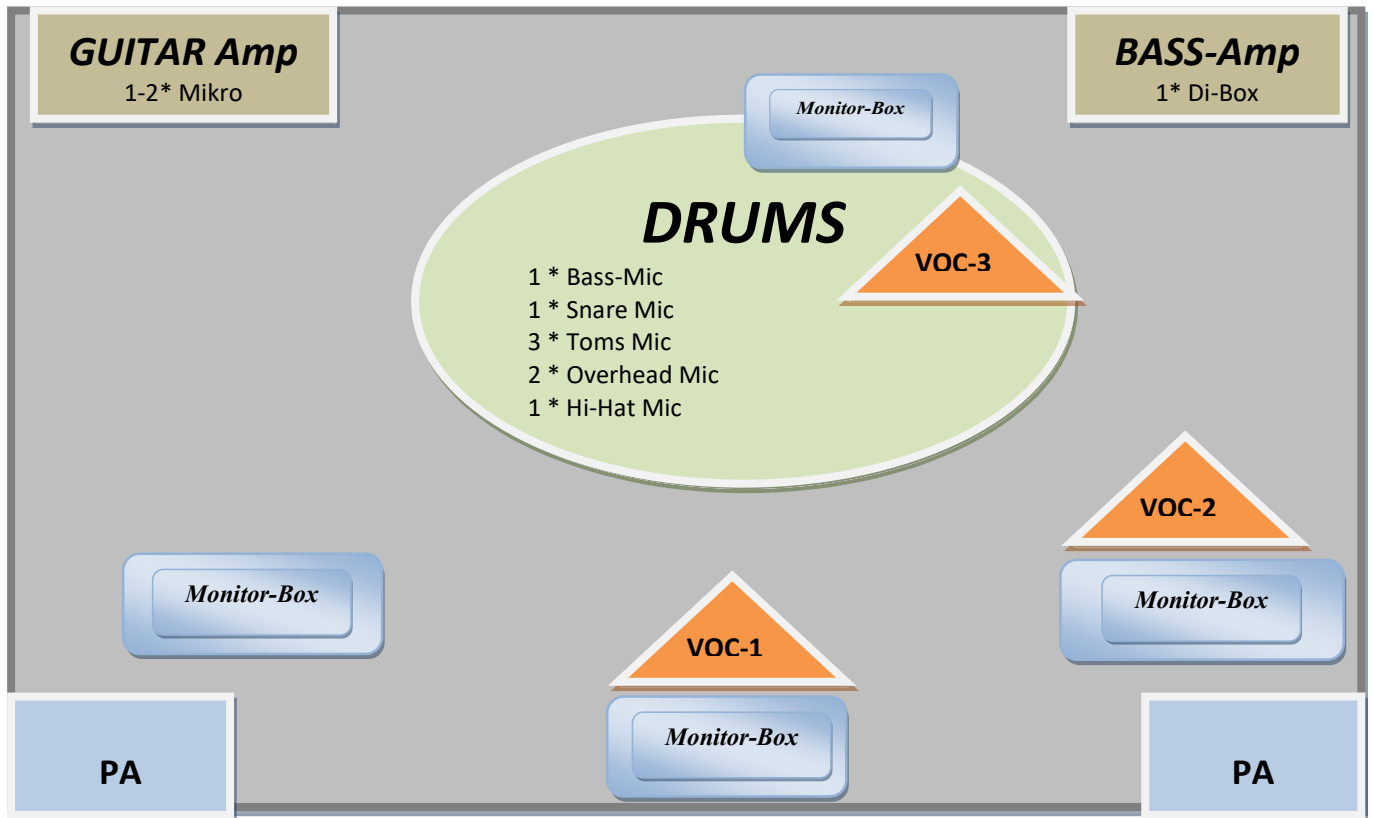 GUITAR Amp
1-2* Mikro
BASS-Amp
1* Di-Box
Monitor-Box
DRUMS
1 * Bass-Mic
1 * Snare Mic
3 * Toms Mic
2 * Overhead Mic
1 * Hi-Hat Mic
VOC-3
VOC-2
Monitor-Box
Monitor-Box
VOC-1
Monitor-Box
PA
PA